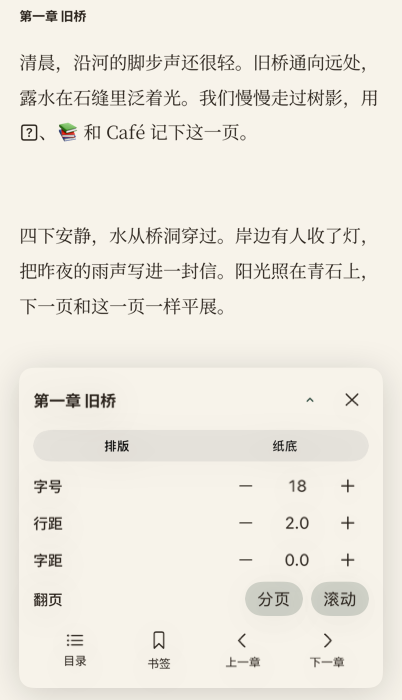 第一章 旧桥
清晨，沿河的脚步声还很轻。旧桥通向远处，
露水在石缝里泛着光。我们慢慢走过树影，用
�、📚 和 Café 记下这一页。
四下安静，水从桥洞穿过。岸边有人收了灯，
把昨夜的雨声写进一封信。阳光照在青石上，
下一页和这一页一样平展。
第一章 旧桥
排版 纸底
字号 － 18 ＋
行距 － 2.0 ＋
字距 － 0.0 ＋
翻页 分页 滚动
目录 书签 上一章 下一章